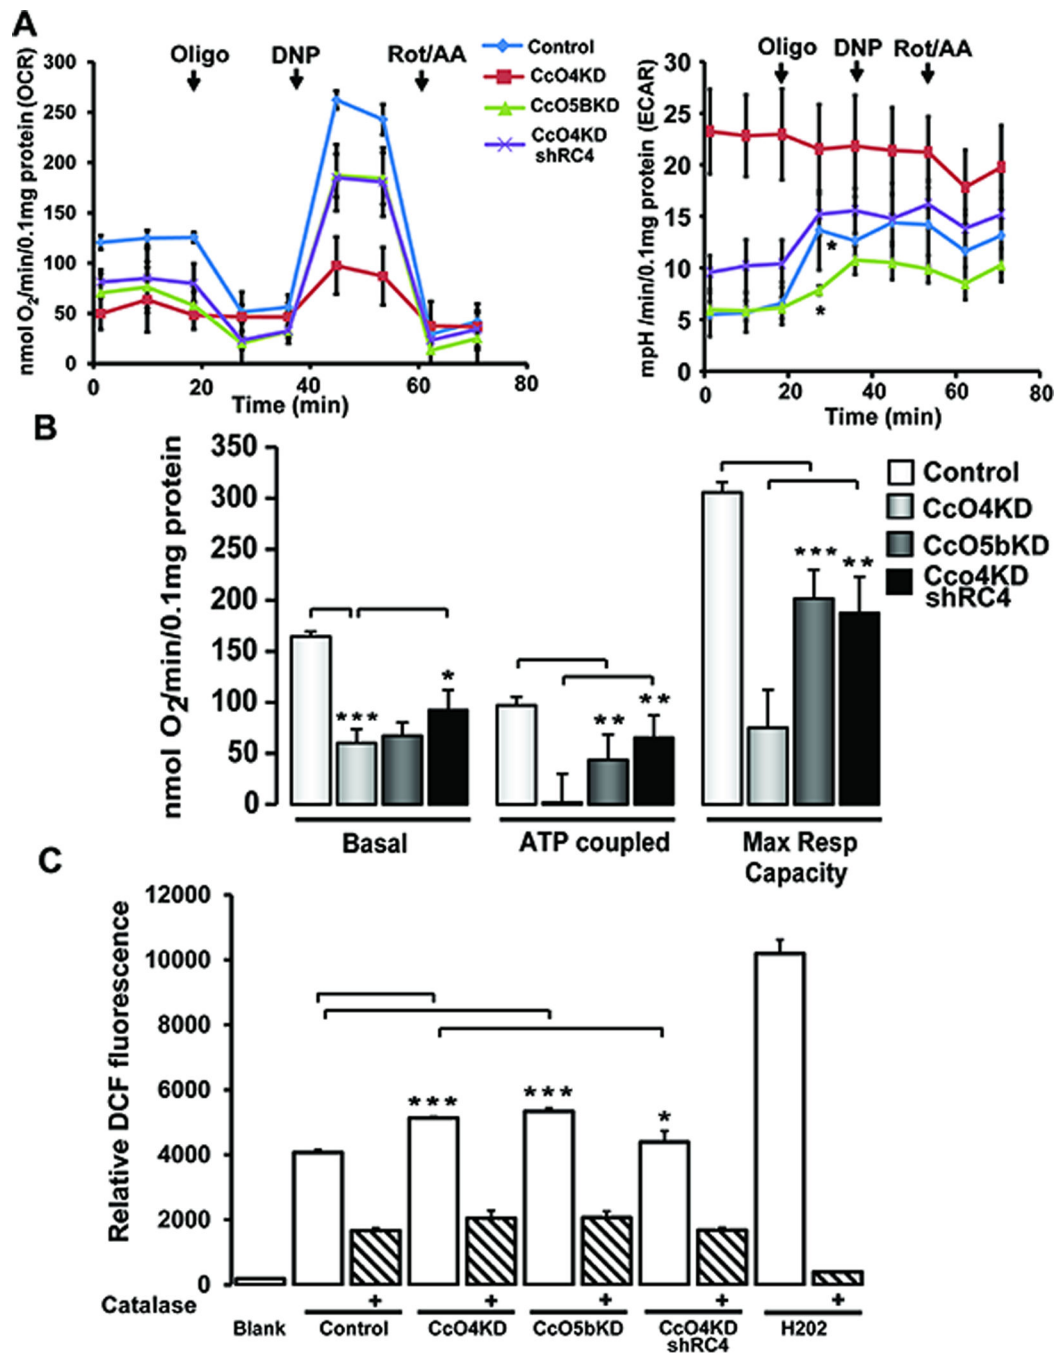 A
Oligo
DNP
Rot/AA
nmol O2/min/0.1mg protein (OCR)
300
250
200
150
100
50
0
0
20
40
60
80
Time (min)
Control
CcO4KD
CcO5BKD
CcO4KD
shRC4
Oligo
DNP
Rot/AA
mpH /min/0.1mg protein (ECAR)
30
25
20
15
10
5
0
*
*
0
20
40
60
80
Time (min)
B
nmol O2/min/0.1mg protein
350
300
250
200
150
100
50
0
***
*
**
**
***
**
Basal
ATP coupled
Max Resp
Capacity
Control
CcO4KD
CcO5bKD
Cco4KD
shRC4
C
Relative DCF fluorescence
12000
10000
8000
6000
4000
2000
0
***
***
*
Catalase
+
+
+
+
+
Blank
Control
CcO4KD
CcO5bKD
CcO4KD
shRC4
H202